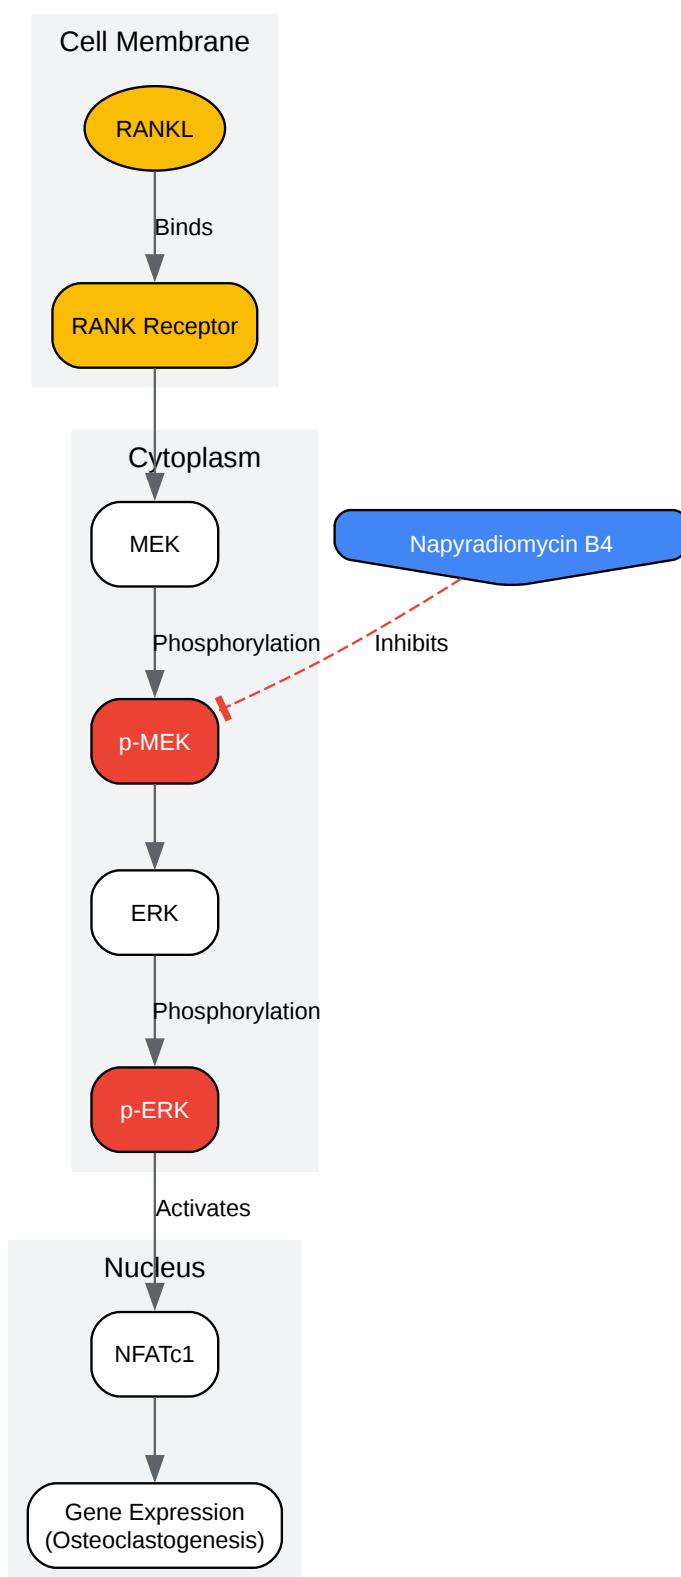 Cell Membrane
RANKL
Binds
RANK Receptor
Cytoplasm
MEK
Napyradiomycin B4
Phosphorylation
Inhibits
p-MEK
ERK
Phosphorylation
p-ERK
Activates
Nucleus
NFATc1
Gene Expression
(Osteoclastogenesis)